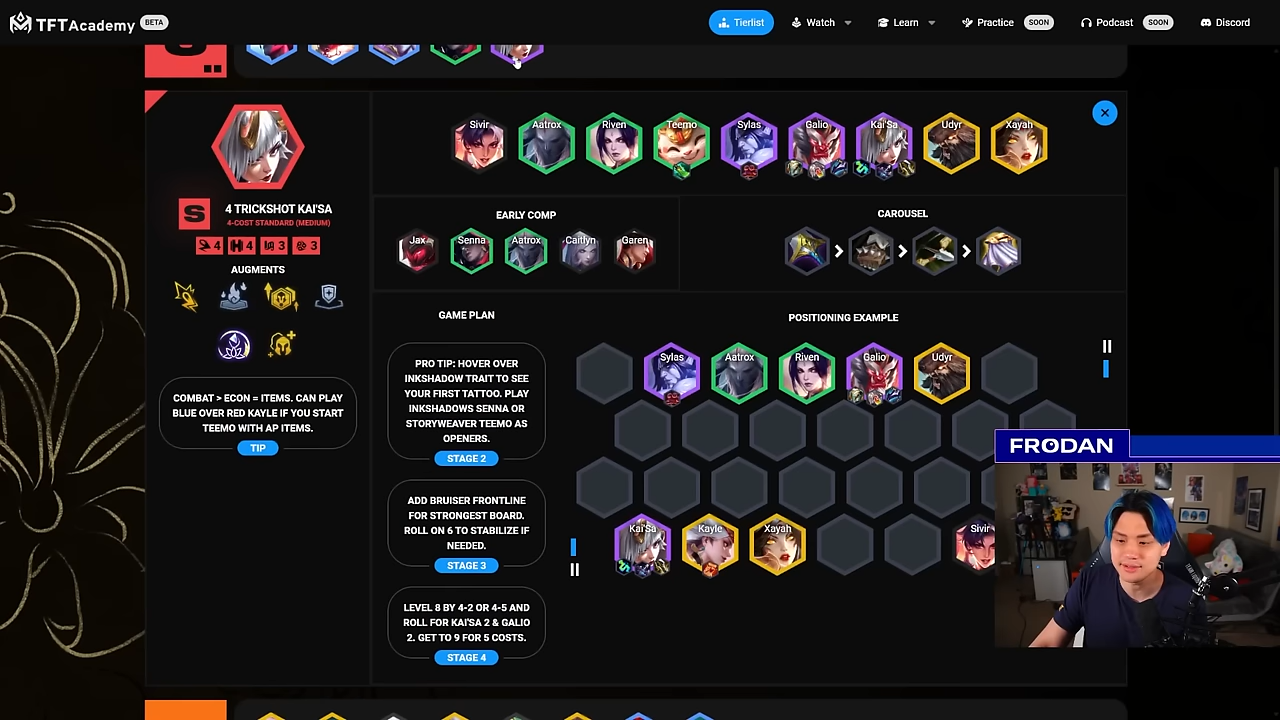 TFTAcademy BETA
Tierlist
Watch
Learn
Practice SOON
Podcast SOON
Discord
S
4 TRICKSHOT KAI'SA
4-COST STANDARD (MEDIUM)
4
4
3
3
AUGMENTS
COMBAT > ECON = ITEMS. CAN PLAY
BLUE OVER RED KAYLE IF YOU START
TEEMO WITH AP ITEMS.
TIP
Sivir
Aatrox
Riven
Teemo
Sylas
Galio
Kai'Sa
Udyr
Xayah
EARLY COMP
Jax
Senna
Aatrox
Caitlyn
Garen
CAROUSEL
GAME PLAN
PRO TIP: HOVER OVER
INKSHADOW TRAIT TO SEE
YOUR FIRST TATTOO. PLAY
INKSHADOWS SENNA OR
STORYWEAVER TEEMO AS
OPENERS.
STAGE 2
ADD BRUISER FRONTLINE
FOR STRONGEST BOARD.
ROLL ON 6 TO STABILIZE IF
NEEDED.
STAGE 3
LEVEL 8 BY 4-2 OR 4-5 AND
ROLL FOR KAI'SA 2 & GALIO
2. GET TO 9 FOR 5 COSTS.
STAGE 4
POSITIONING EXAMPLE
Sylas
Aatrox
Riven
Galio
Udyr
Kai'Sa
Kayle
Xayah
Sivir
FRODAN